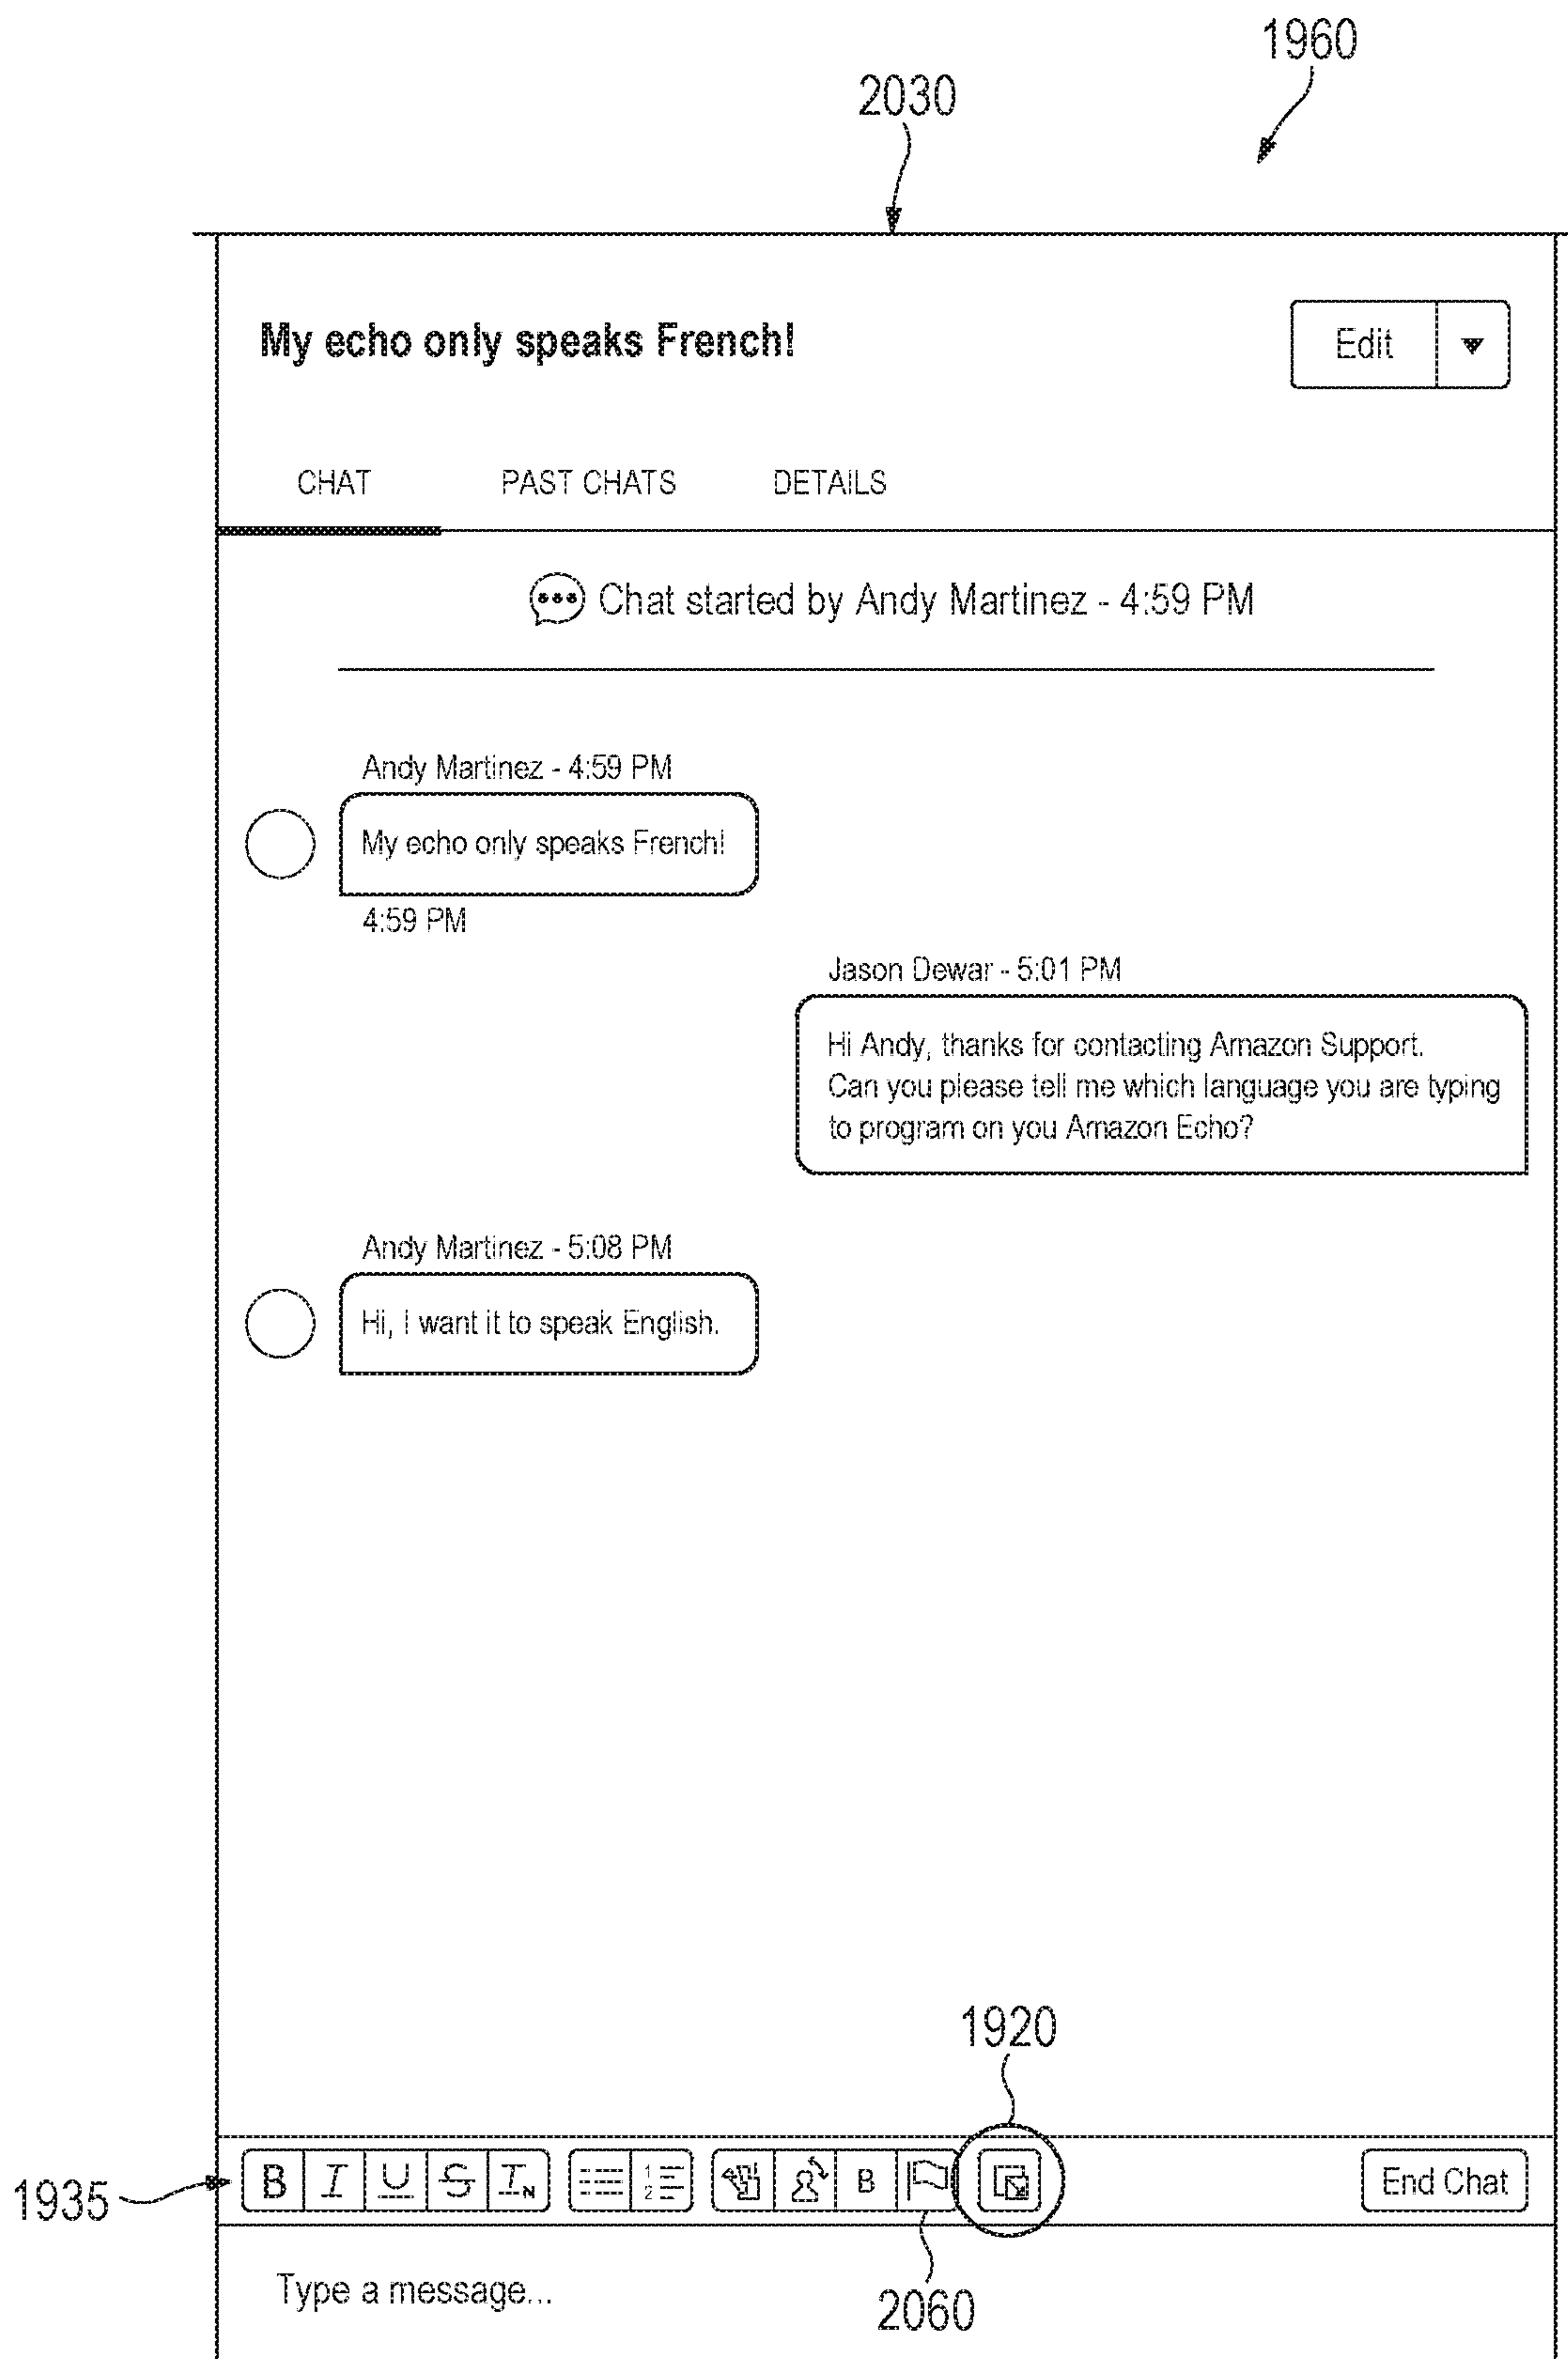 1960
2030
My echo only speaks French!
Edit
CHAT PAST CHATS DETAILS
Chat started by Andy Martinez - 4:59 PM
Andy Martinez - 4:59 PM
My echo only speaks French!
4:59 PM
Jason Dewar - 5:01 PM
Hi Andy, thanks for contacting Amazon Support.
Can you please tell me which language you are typing
to program on you Amazon Echo?
Andy Martinez - 5:08 PM
Hi, I want it to speak English.
1920
1935
B I U S T N 1 2 B End Chat
Type a message...
2060